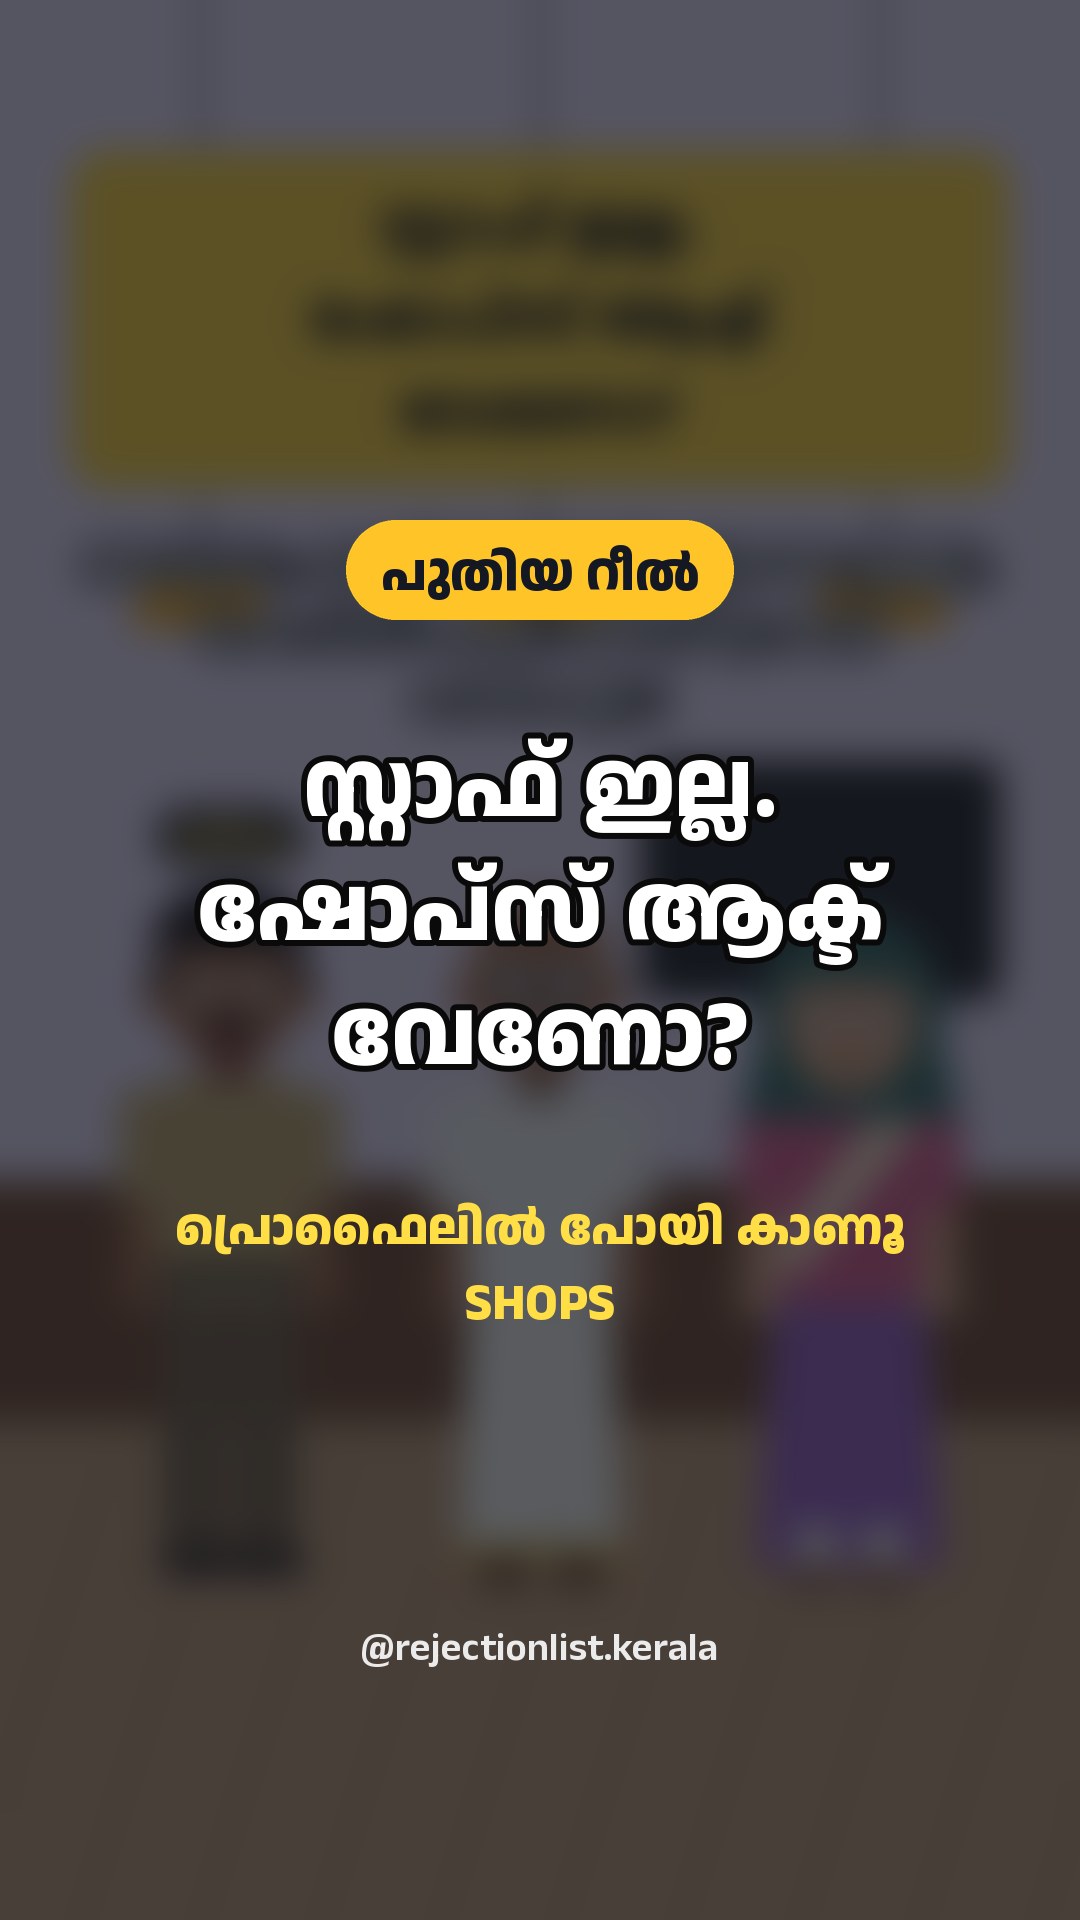 പുതിയ റീൽ
സ്റ്റാഫ് ഇല്ല.
ഷോപ്സ് ആക്ട്
വേണോ?
പ്രൊഫൈലിൽ പോയി കാണൂ
SHOPS
@rejectionlist.kerala